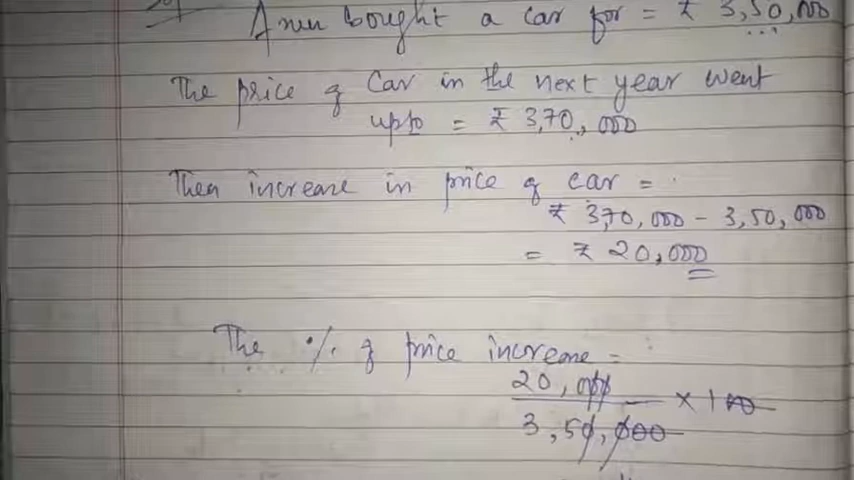 Arun bought a car for = ₹ 3,50,000
The price of Car in the next year went
upto = ₹ 3,70,000
Then increase in price of car =
₹ 3,70,000 - 3,50,000
= ₹ 20,000
The % of price increase =
20,000
——— × 100
3,50,000